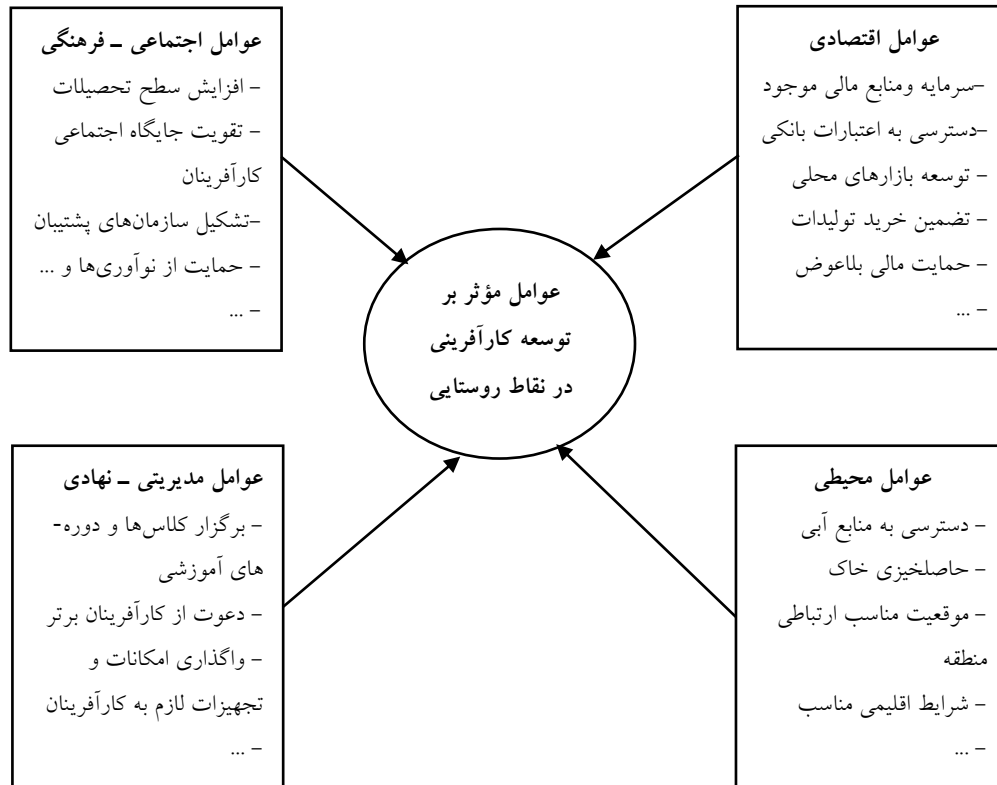 عوامل اقتصادی
–سرمایه ومنابع مالی موجود
–دسترسی به اعتبارات بانکی
– توسعه بازارهای محلی
– تضمین خرید تولیدات
– حمایت مالی بلاعوض
– ...
عوامل اجتماعی – فرهنگی
– افزایش سطح تحصیلات
– تقویت جایگاه اجتماعی
کارآفرینان
–تشکیل سازمان‌های پشتیبان
– حمایت از نوآوری‌ها و ...
– ...
عوامل مؤثر بر
توسعه کارآفرینی
در نقاط روستایی
عوامل محیطی
– دسترسی به منابع آبی
– حاصلخیزی خاک
– موقعیت مناسب ارتباطی
منطقه
– شرایط اقلیمی مناسب
– ...
عوامل مدیریتی – نهادی
– برگزار کلاس‌ها و دوره-
های آموزشی
– دعوت از کارآفرینان برتر
– واگذاری امکانات و
تجهیزات لازم به کارآفرینان
– ...